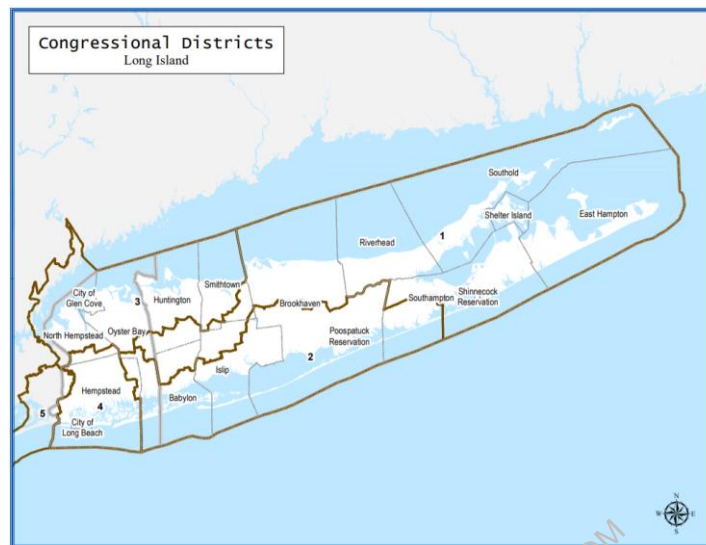 Congressional Districts
Long Island
Southold
Shelter Island
East Hampton
1
Riverhead
Smithtown
City of
Glen Cove
3
Huntington
Shinnecock
Reservation
Southampton
Brookhaven
North Hempstead
Oyster Bay
Poospatuck
Reservation
2
Islip
Hempstead
Babylon
4
5
City of
Long Beach
N
W
E
S
OM